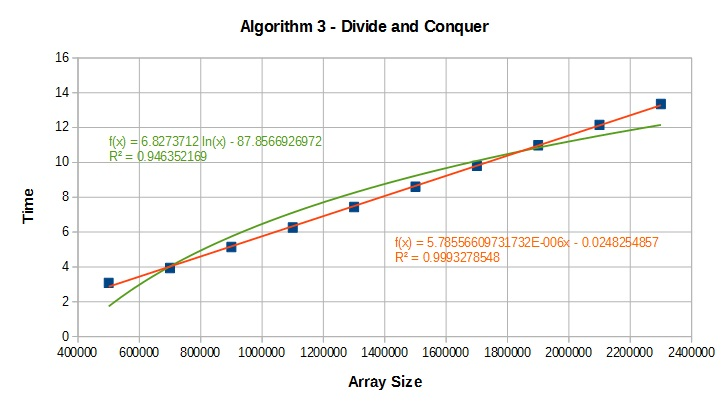 Algorithm 3 - Divide and Conquer
16
14
12
10
8
6
4
2
0
Time
f(x) = 6.8273712 ln(x) - 87.8566926972
R² = 0.946352169
f(x) = 5.78556609731732E-006x - 0.0248254857
R² = 0.9993278548
400000 600000 800000 1000000 1200000 1400000 1600000 1800000 2000000 2200000 2400000
Array Size